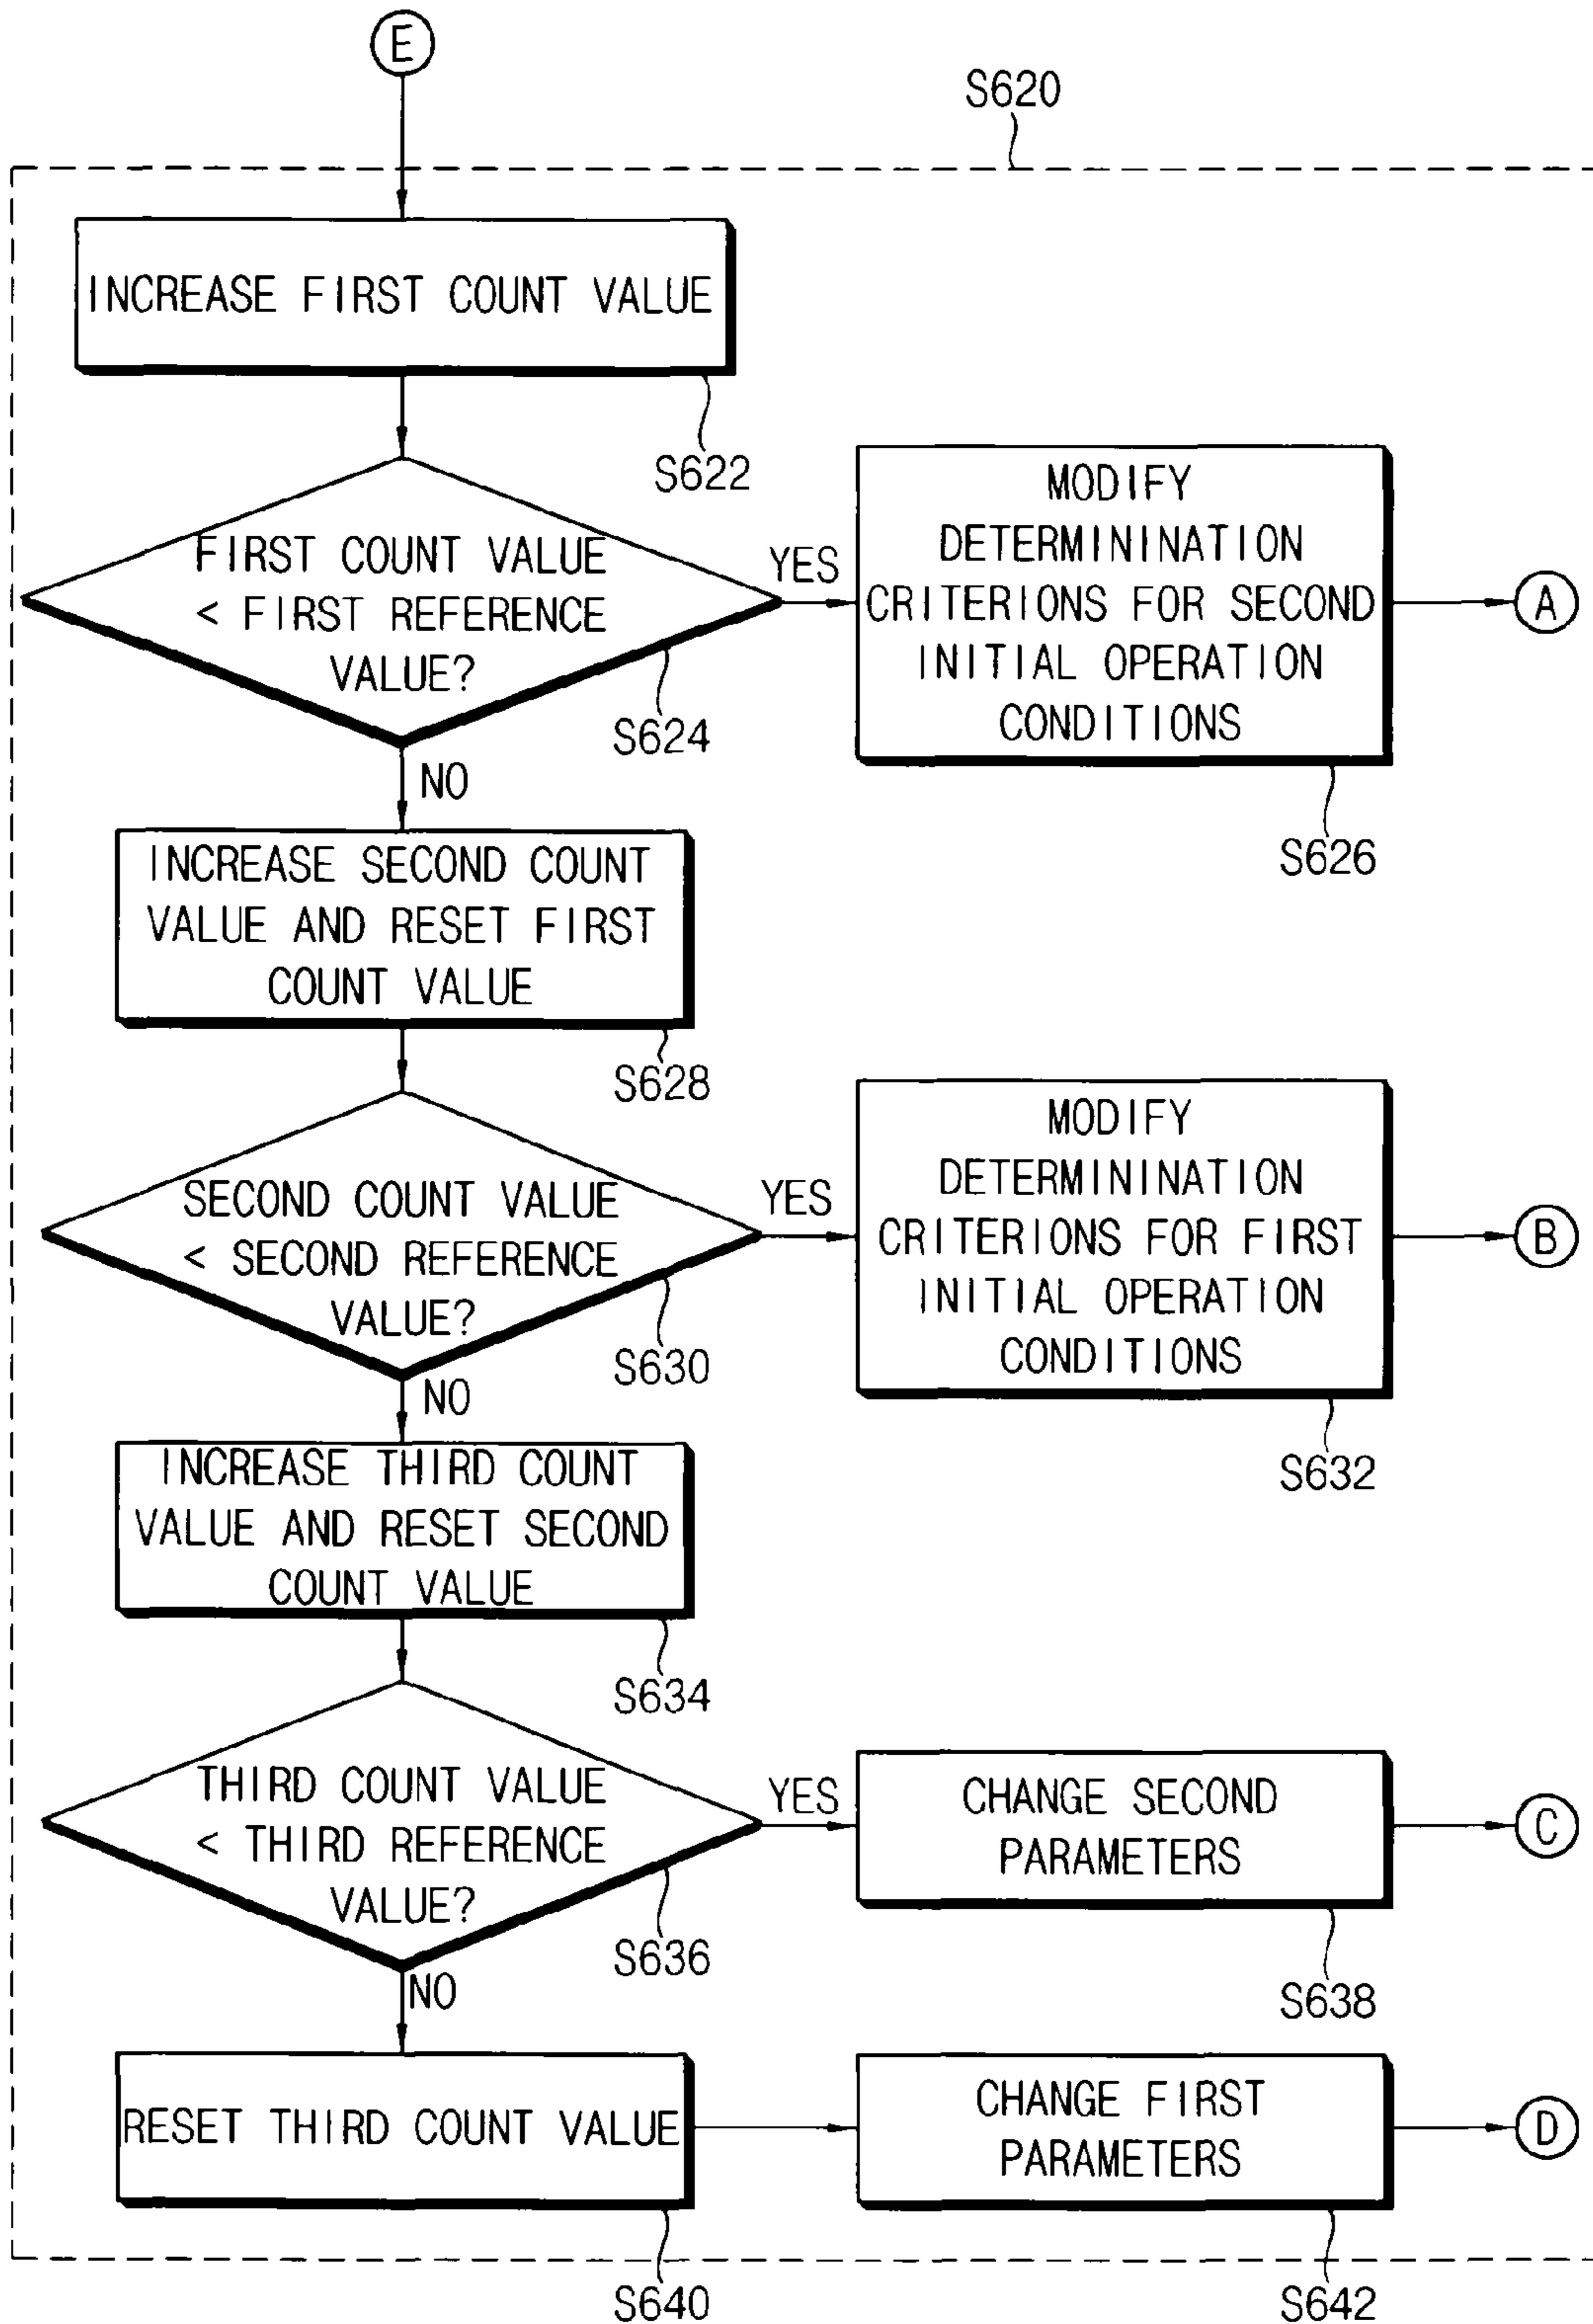 E
S620
INCREASE FIRST COUNT VALUE
S622
FIRST COUNT VALUE
< FIRST REFERENCE
VALUE?
S624
YES
MODIFY
DETERMININATION
CRITERIONS FOR SECOND
INITIAL OPERATION
CONDITIONS
S626
A
NO
INCREASE SECOND COUNT
VALUE AND RESET FIRST
COUNT VALUE
S628
SECOND COUNT VALUE
< SECOND REFERENCE
VALUE?
S630
YES
MODIFY
DETERMININATION
CRITERIONS FOR FIRST
INITIAL OPERATION
CONDITIONS
S632
B
NO
INCREASE THIRD COUNT
VALUE AND RESET SECOND
COUNT VALUE
S634
THIRD COUNT VALUE
< THIRD REFERENCE
VALUE?
S636
YES
CHANGE SECOND
PARAMETERS
S638
C
NO
RESET THIRD COUNT VALUE
S640
CHANGE FIRST
PARAMETERS
S642
D